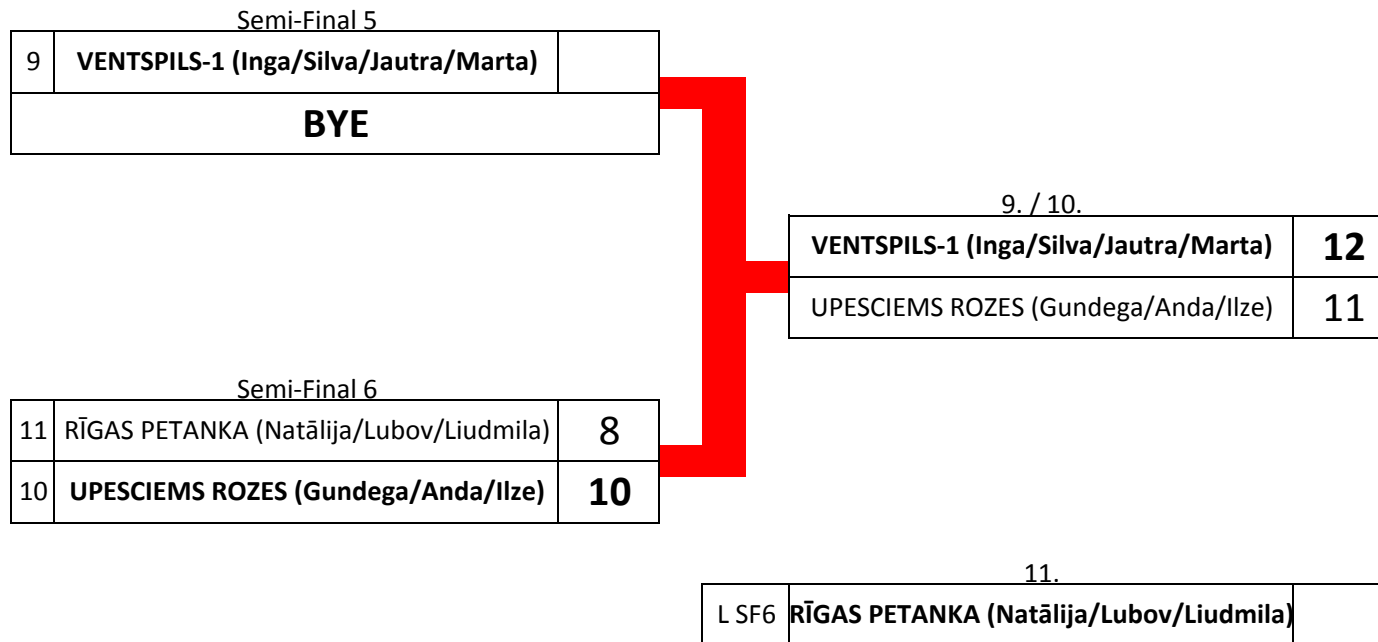 Semi-Final 5
9 VENTSPILS-1 (Inga/Silva/Jautra/Marta)
BYE
9. / 10.
VENTSPILS-1 (Inga/Silva/Jautra/Marta) 12
UPESCIEMS ROZES (Gundega/Anda/Ilze) 11
Semi-Final 6
11 RĪGAS PETANKA (Natālija/Lubov/Liudmila) 8
10 UPESCIEMS ROZES (Gundega/Anda/Ilze) 10
11.
L SF6 RĪGAS PETANKA (Natālija/Lubov/Liudmila)